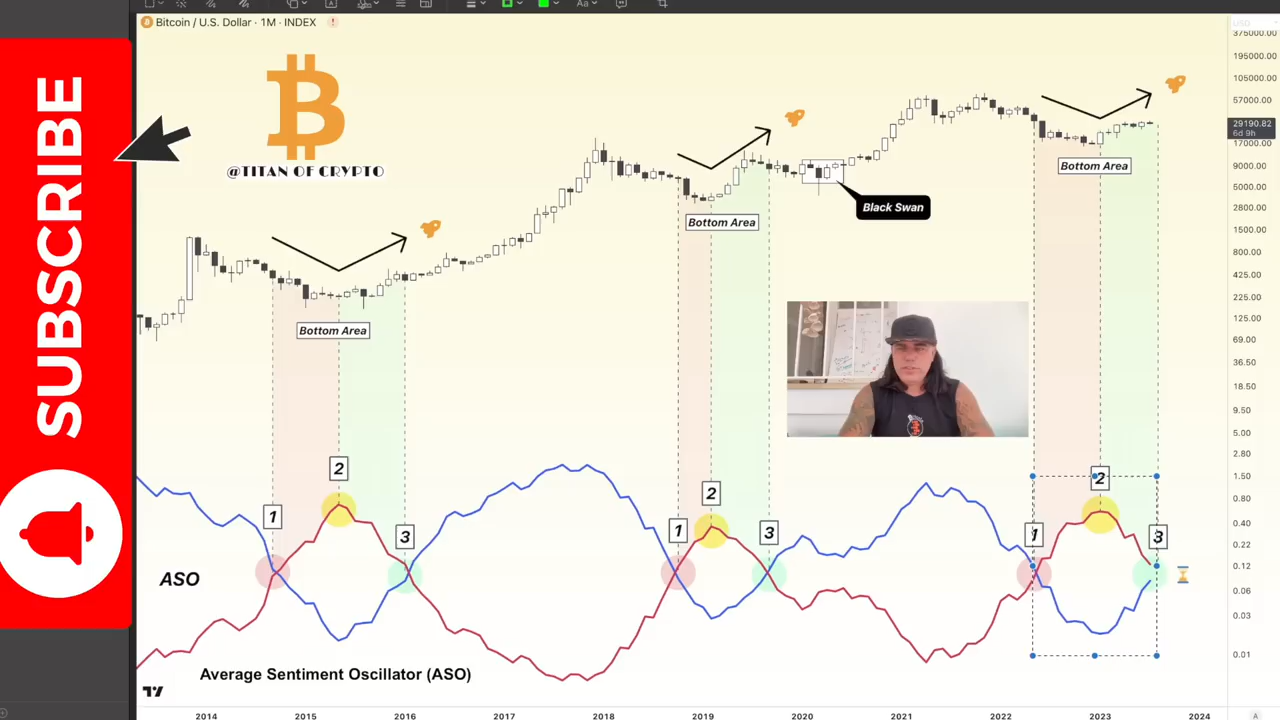 Aa
SUBSCRIBE
Bitcoin / U.S. Dollar · 1M · INDEX
@TITAN OF CRYPTO
Bottom Area
Bottom Area
Black Swan
Bottom Area
1
2
3
1
2
3
1
2
3
ASO
Average Sentiment Oscillator (ASO)
USD
375000.00
195000.00
105000.00
57000.00
29190.82
6d 9h
17000.00
9000.00
5000.00
2800.00
1500.00
800.00
425.00
225.00
125.00
69.00
36.50
18.50
9.50
5.00
2.80
1.50
0.80
0.40
0.22
0.12
0.06
0.03
0.01
2014 2015 2016 2017 2018 2019 2020 2021 2022 2023 2024
A